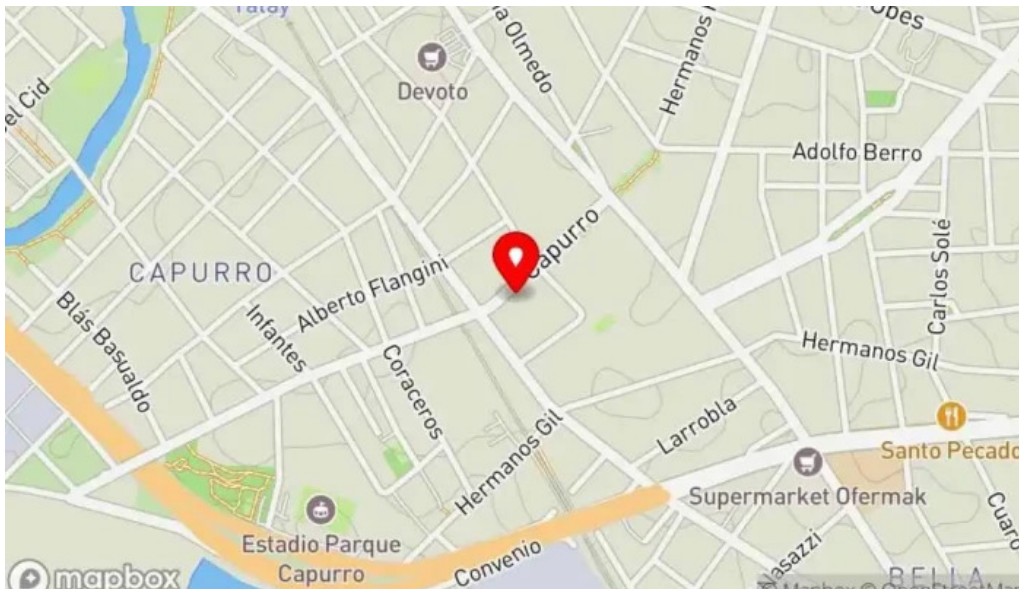 Obes
Olmedo
Hermanos
Devoto
el Cid
Adolfo Berro
Capurro
CAPURRO
Alberto Flangini
Carlos Solé
Blás Basualdo
Infantes
Coraceros
Hermanos Gil
Larrobla
Santo Pecado
Hermanos Gil
Supermarket Ofermak
Cuaró
Estadio Parque
Capurro
Convenio
BELLA
mapbox